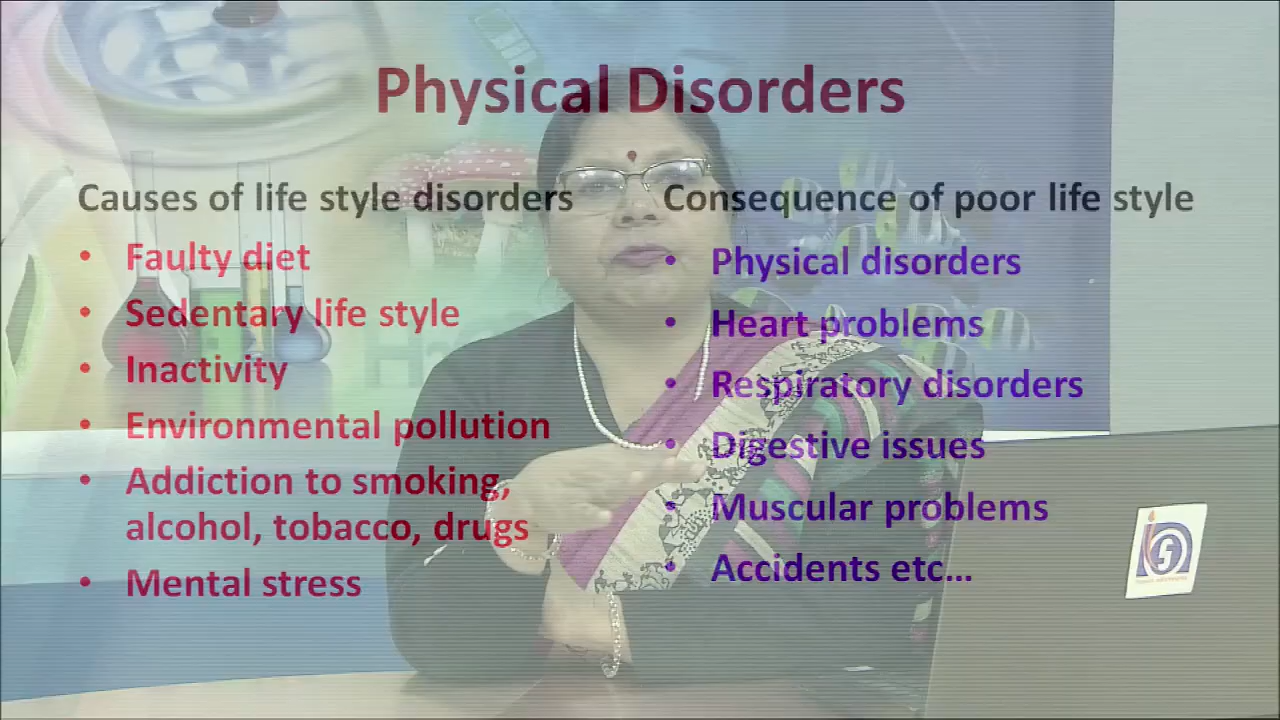 Physical Disorders
Causes of life style disorders
• Faulty diet
• Sedentary life style
• Inactivity
• Environmental pollution
• Addiction to smoking,
alcohol, tobacco, drugs
• Mental stress
Consequence of poor life style
• Physical disorders
• Heart problems
• Respiratory disorders
• Digestive issues
• Muscular problems
• Accidents etc...